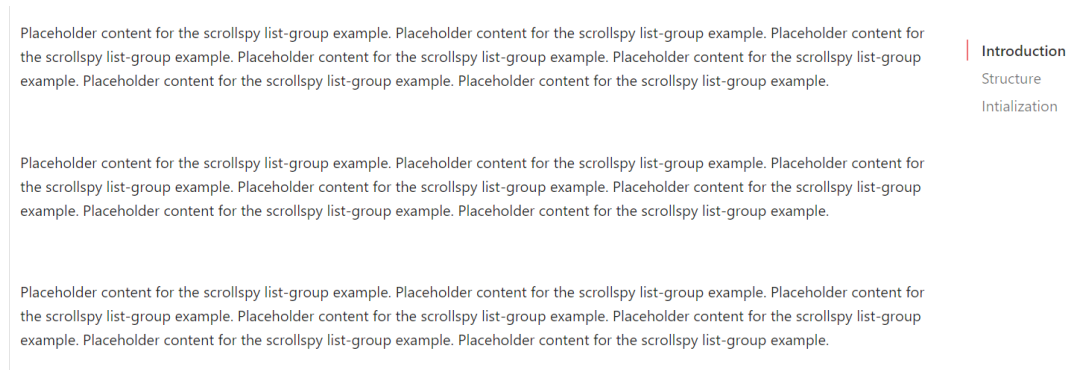 Placeholder content for the scrollspy list-group example. Placeholder content for the scrollspy list-group example. Placeholder content for
the scrollspy list-group example. Placeholder content for the scrollspy list-group example. Placeholder content for the scrollspy list-group
example. Placeholder content for the scrollspy list-group example. Placeholder content for the scrollspy list-group example.
Placeholder content for the scrollspy list-group example. Placeholder content for the scrollspy list-group example. Placeholder content for
the scrollspy list-group example. Placeholder content for the scrollspy list-group example. Placeholder content for the scrollspy list-group
example. Placeholder content for the scrollspy list-group example. Placeholder content for the scrollspy list-group example.
Placeholder content for the scrollspy list-group example. Placeholder content for the scrollspy list-group example. Placeholder content for
the scrollspy list-group example. Placeholder content for the scrollspy list-group example. Placeholder content for the scrollspy list-group
example. Placeholder content for the scrollspy list-group example. Placeholder content for the scrollspy list-group example.
Introduction
Structure
Intialization